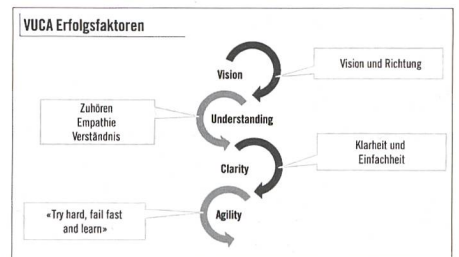 VUCA Erfolgsfaktoren
Vision
Vision und Richtung
Zuhören
Empathie
Verständnis
Understanding
Clarity
Klarheit und
Einfachheit
Agility
«Try hard, fail fast
and learn»